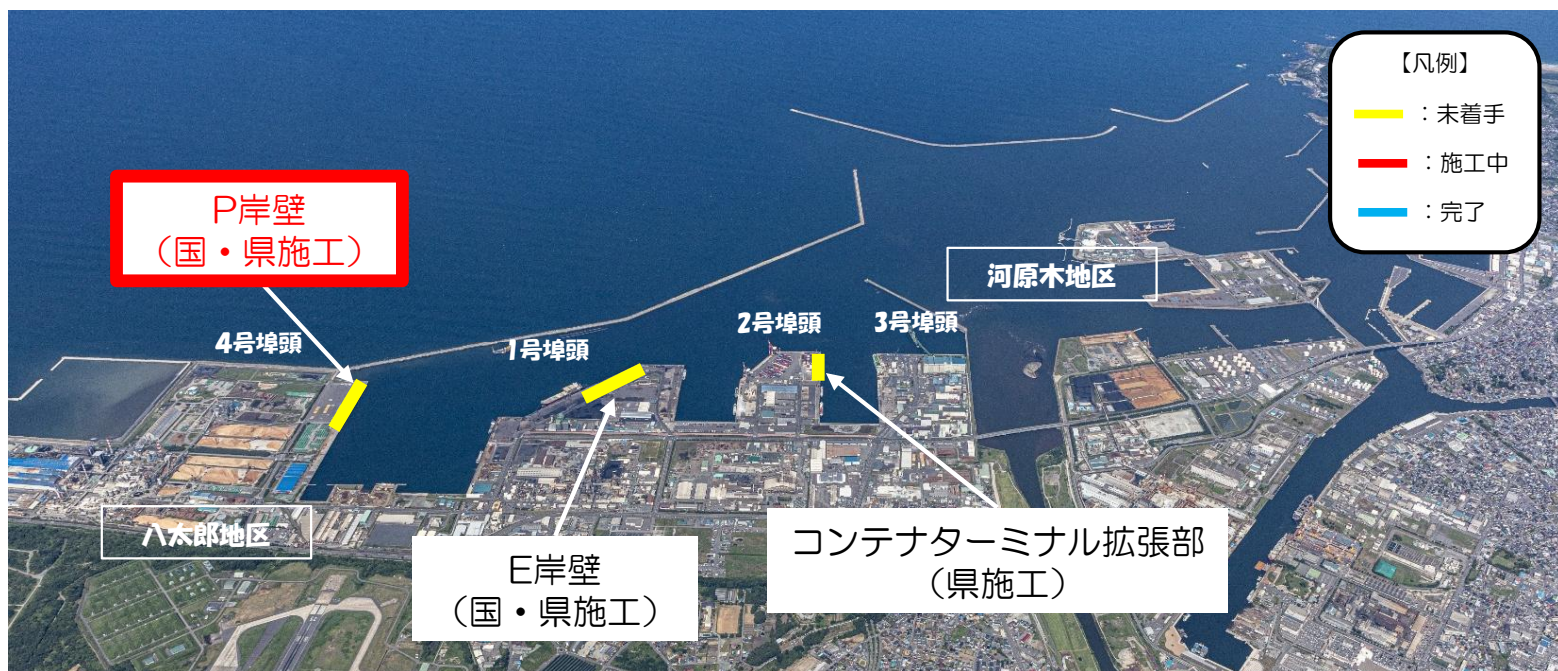 【凡例】
：未着手
：施工中
：完了
P岸壁
（国・県施工）
河原木地区
2号埠頭
3号埠頭
4号埠頭
1号埠頭
八太郎地区
E岸壁
（国・県施工）
コンテナターミナル拡張部
（県施工）